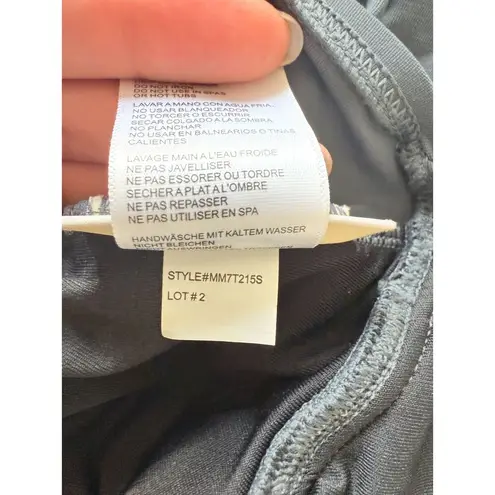 DO NOT IRON
DO NOT USE IN SPAS
OR HOT TUBS
LAVAR A MANO CON AGUA FRIA
NO USAR BLANQUEADOR
NO TORCER O ESCURRIR
SECAR COLGADO A LA SOMBRA
NO PLANCHAR
NO USAR EN BALNEARIOS O TINAS
CALIENTES
LAVAGE MAIN A L'EAU FROIDE
NE PAS JAVELLISER
NE PAS ESSORER OU TORDRE
SECHER A PLAT A L'OMBRE
NE PAS REPASSER
NE PAS UTILISER EN SPA
HANDWÄSCHE MIT KALTEM WASSER
NICHT BLEICHEN
STYLE#MM7T215S
LOT # 2